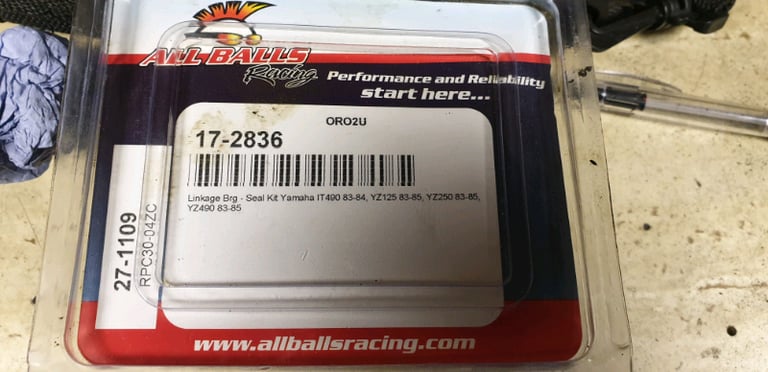 ALL BALLS
Racing
Performance and Reliability
start here...
ORO2U
17-2836
Linkage Brg - Seal Kit Yamaha IT490 83-84, YZ125 83-85, YZ250 83-85,
YZ490 83-85
27-1109
RPC30-04ZC
www.allballsracing.com